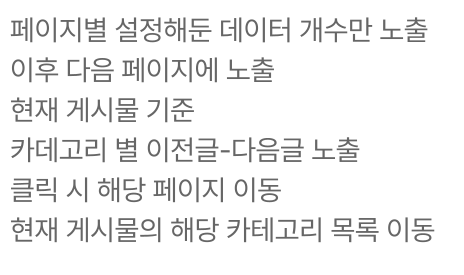 페이지별 설정해둔 데이터 개수만 노출
이후 다음 페이지에 노출
현재 게시물 기준
카데고리 별 이전글-다음글 노출
클릭 시 해당 페이지 이동
현재 게시물의 해당 카테고리 목록 이동